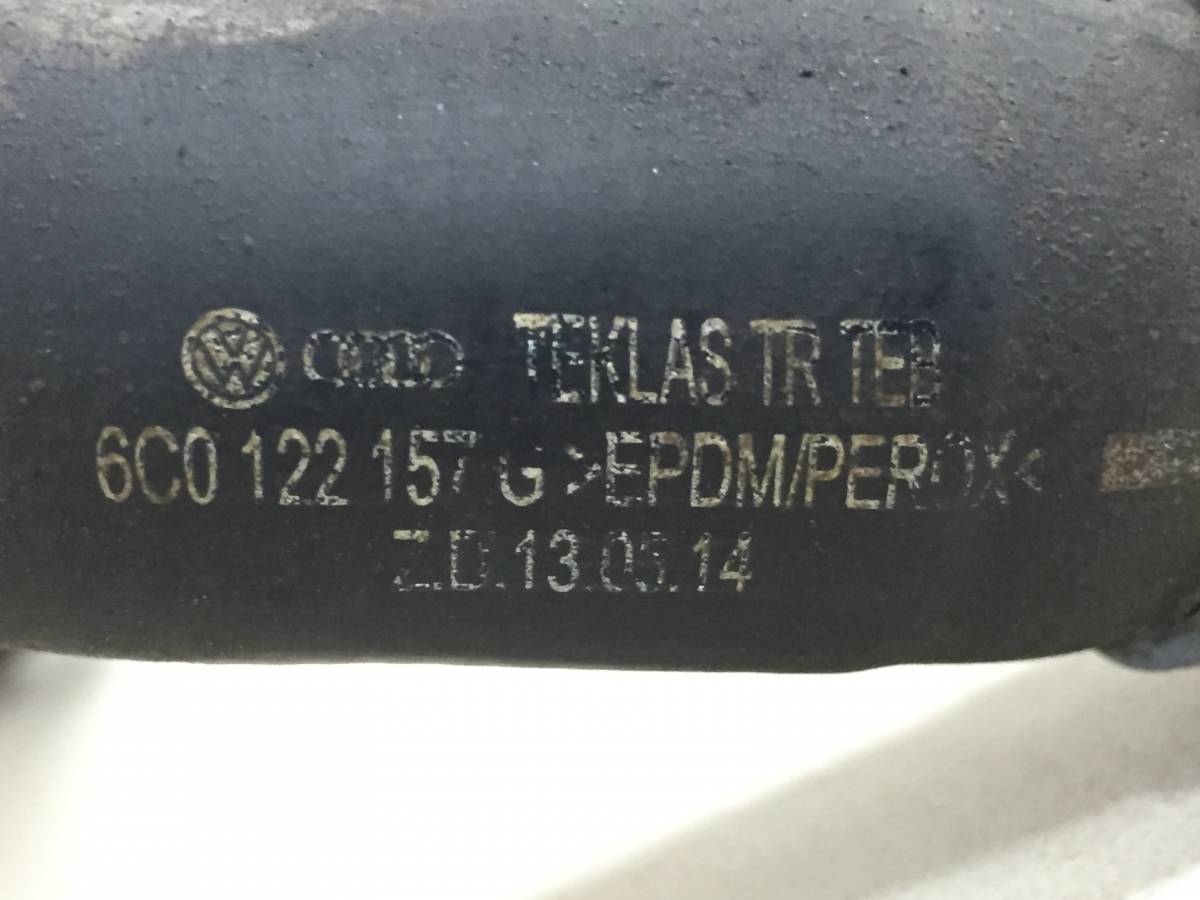 TEKLAS TR TEB
6C0 122 157 G >EPDM/PEROX<
Z.D. 13.05.14